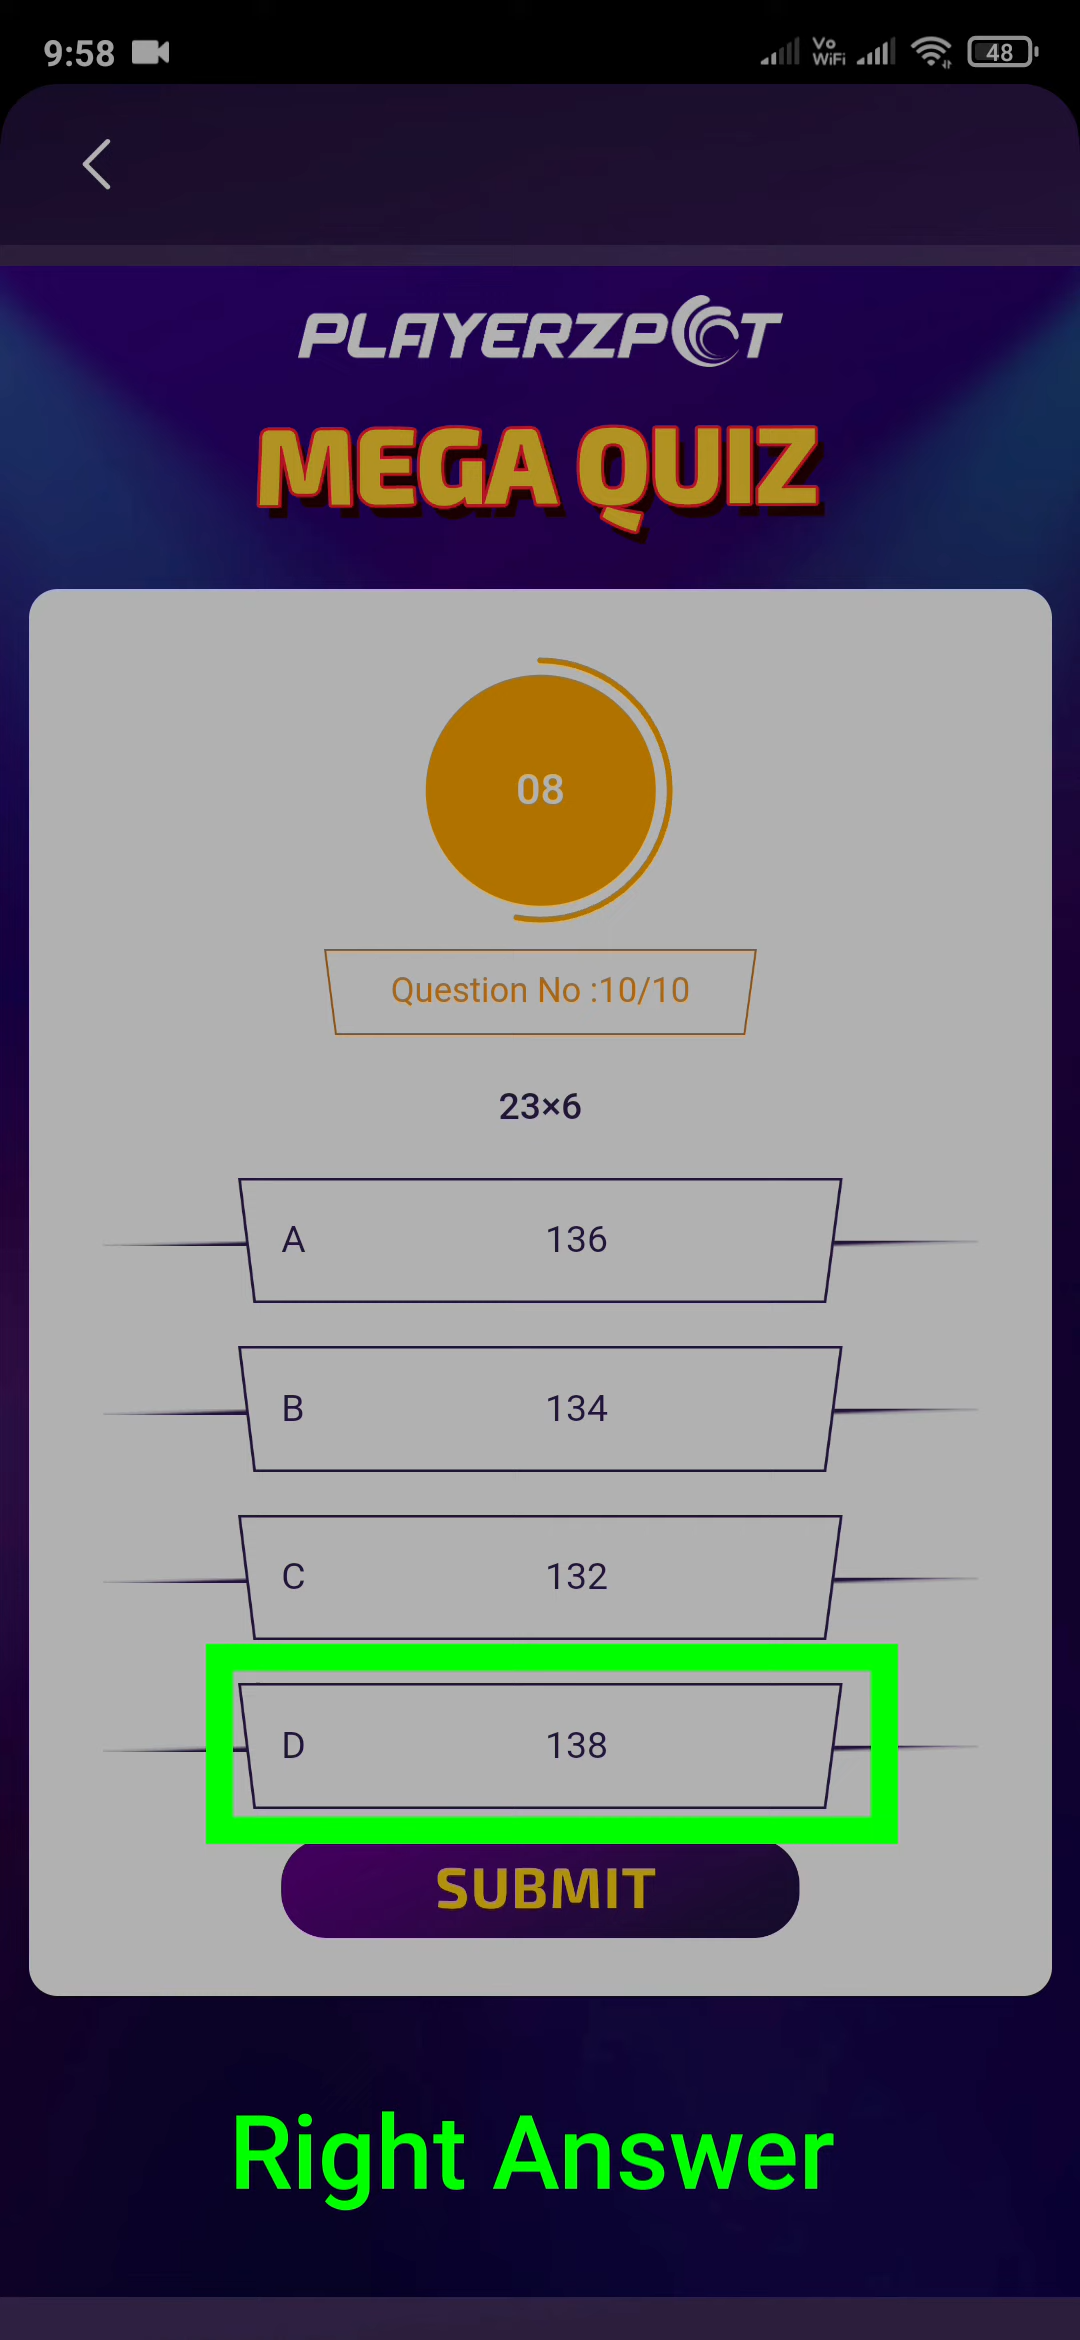 9:58
Vo
WiFi
48
PLAYERZPOT
MEGA QUIZ
08
Question No :10/10
23×6
A 136
B 134
C 132
D 138
SUBMIT
Right Answer